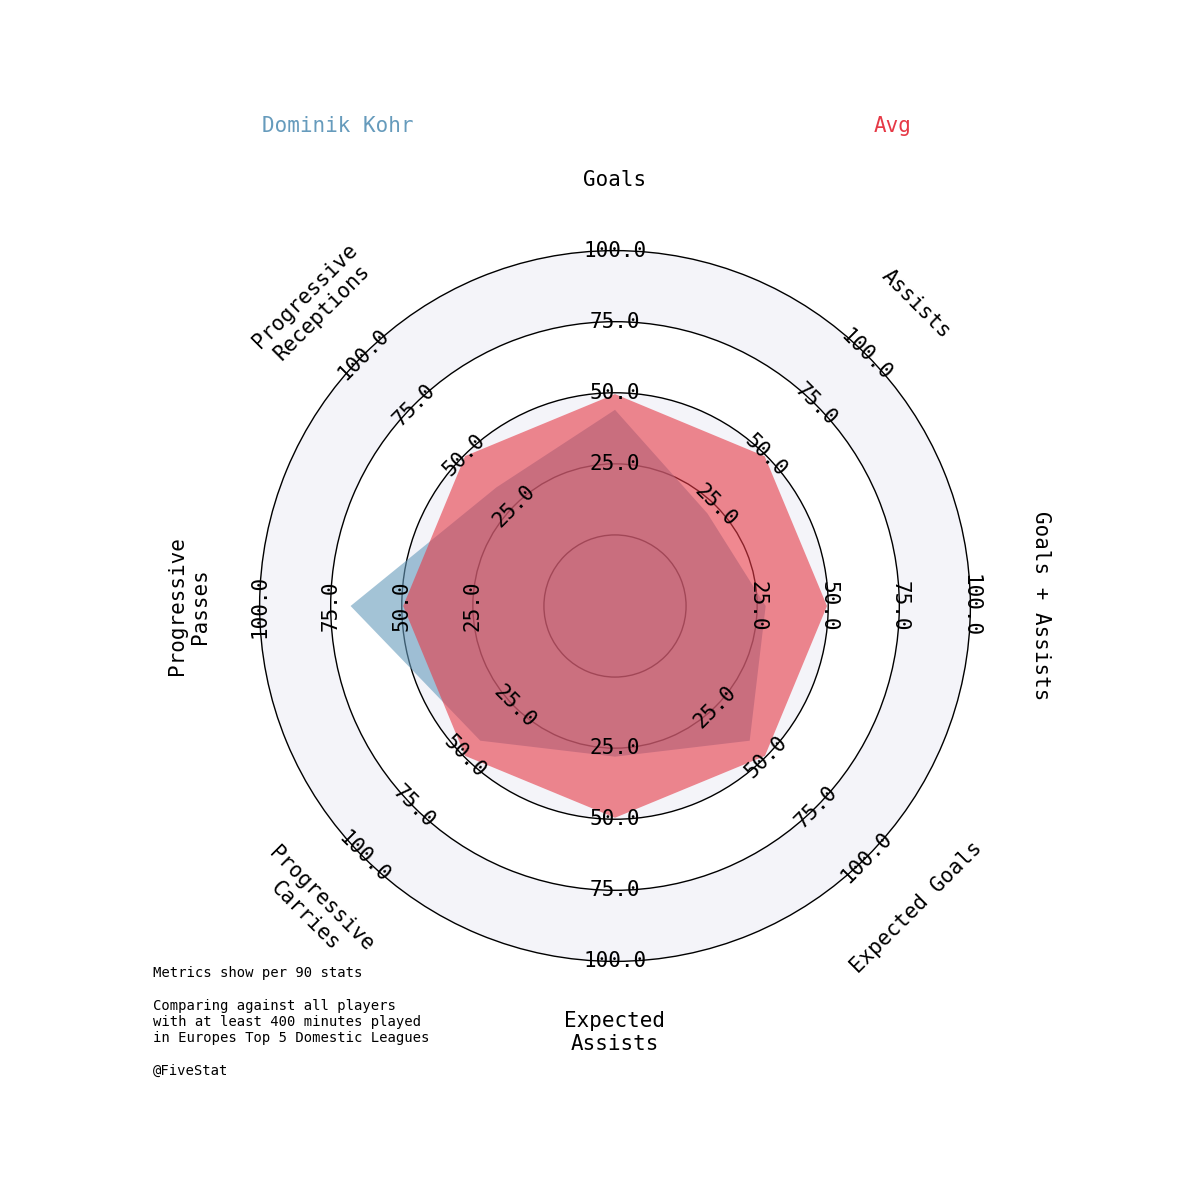 Dominik Kohr
Avg
Goals
Assists
Goals + Assists
Expected Goals
Expected
Assists
Progressive
Carries
Progressive
Passes
Progressive
Receptions
25.0
50.0
75.0
100.0
25.0
50.0
75.0
100.0
25.0
50.0
75.0
100.0
25.0
50.0
75.0
100.0
25.0
50.0
75.0
100.0
25.0
50.0
75.0
100.0
25.0
50.0
75.0
100.0
25.0
50.0
75.0
100.0
Metrics show per 90 stats
Comparing against all players
with at least 400 minutes played
in Europes Top 5 Domestic Leagues
@FiveStat